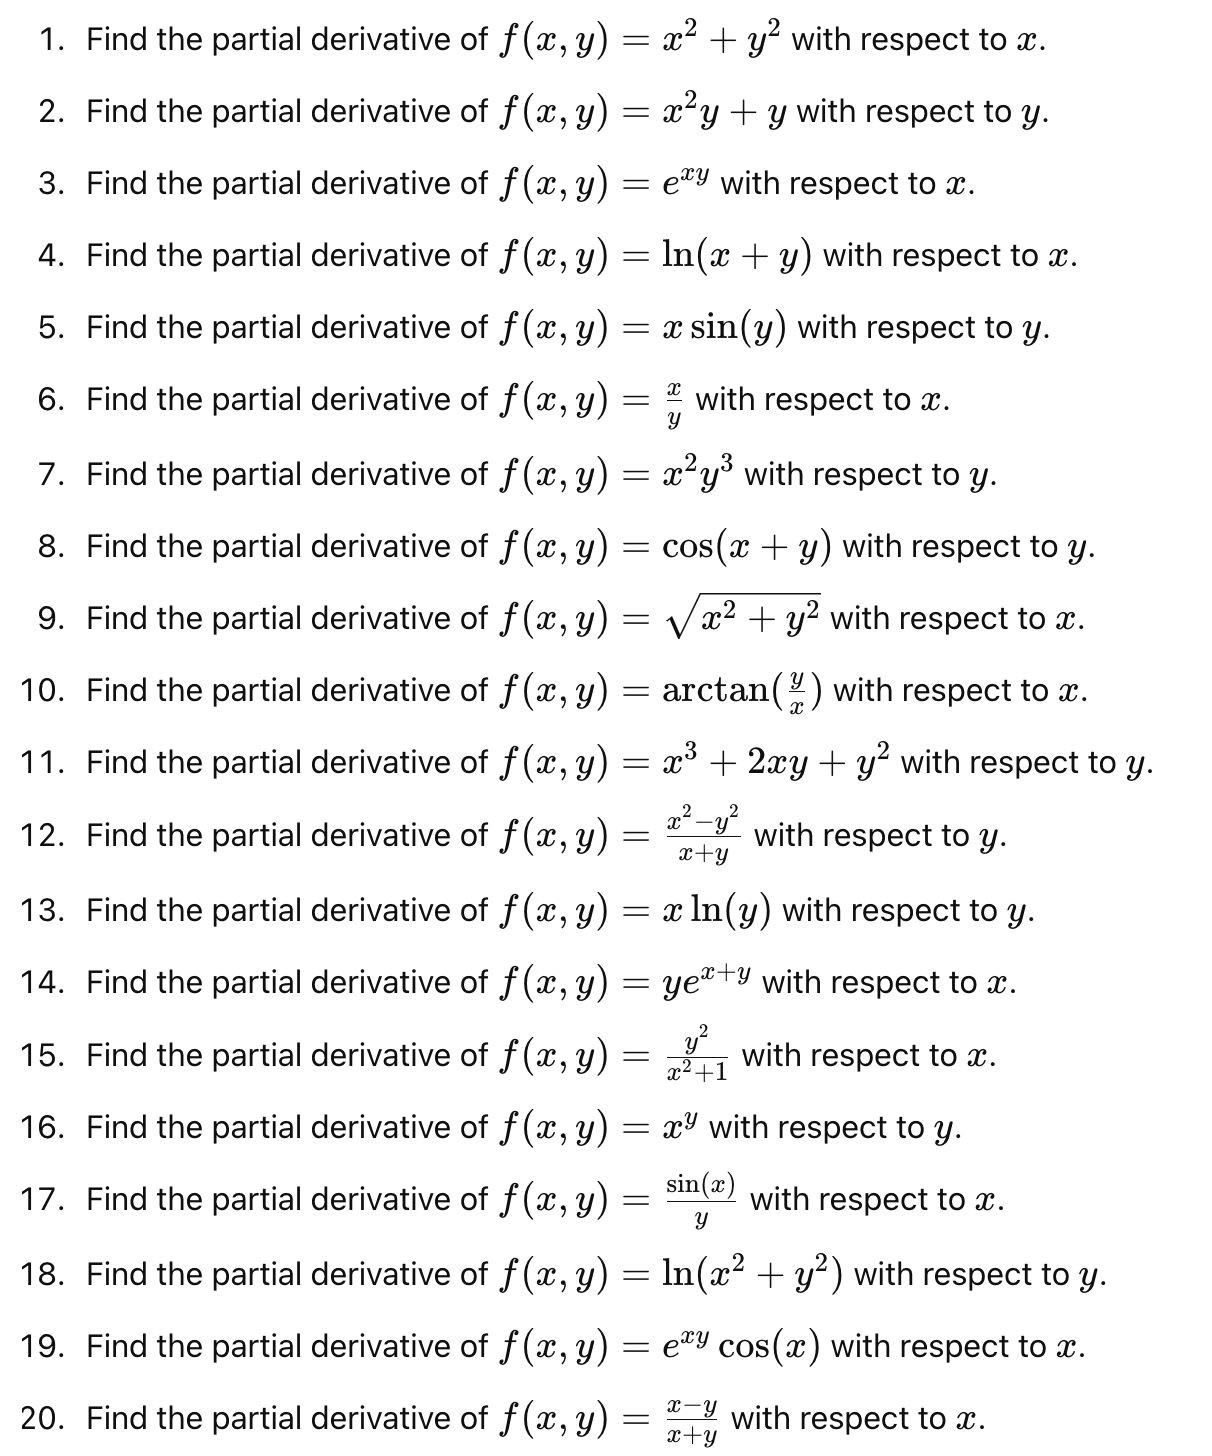 1. Find the partial derivative of $f(x, y) = x^2 + y^2$ with respect to $x$.
2. Find the partial derivative of $f(x, y) = x^2y + y$ with respect to $y$.
3. Find the partial derivative of $f(x, y) = e^{xy}$ with respect to $x$.
4. Find the partial derivative of $f(x, y) = \ln(x + y)$ with respect to $x$.
5. Find the partial derivative of $f(x, y) = x \sin(y)$ with respect to $y$.
6. Find the partial derivative of $f(x, y) = \frac{x}{y}$ with respect to $x$.
7. Find the partial derivative of $f(x, y) = x^2y^3$ with respect to $y$.
8. Find the partial derivative of $f(x, y) = \cos(x + y)$ with respect to $y$.
9. Find the partial derivative of $f(x, y) = \sqrt{x^2 + y^2}$ with respect to $x$.
10. Find the partial derivative of $f(x, y) = \arctan(\frac{y}{x})$ with respect to $x$.
11. Find the partial derivative of $f(x, y) = x^3 + 2xy + y^2$ with respect to $y$.
12. Find the partial derivative of $f(x, y) = \frac{x^2-y^2}{x+y}$ with respect to $y$.
13. Find the partial derivative of $f(x, y) = x \ln(y)$ with respect to $y$.
14. Find the partial derivative of $f(x, y) = ye^{x+y}$ with respect to $x$.
15. Find the partial derivative of $f(x, y) = \frac{y^2}{x^2+1}$ with respect to $x$.
16. Find the partial derivative of $f(x, y) = x^y$ with respect to $y$.
17. Find the partial derivative of $f(x, y) = \frac{\sin(x)}{y}$ with respect to $x$.
18. Find the partial derivative of $f(x, y) = \ln(x^2 + y^2)$ with respect to $y$.
19. Find the partial derivative of $f(x, y) = e^{xy} \cos(x)$ with respect to $x$.
20. Find the partial derivative of $f(x, y) = \frac{x-y}{x+y}$ with respect to $x$.